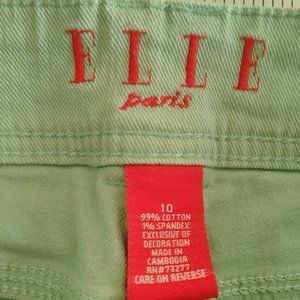 ELLE
paris
10
99% COTTON
1% SPANDEX
EXCLUSIVE OF
DECORATION
MADE IN
CAMBODIA
RN#73277
CARE ON REVERSE